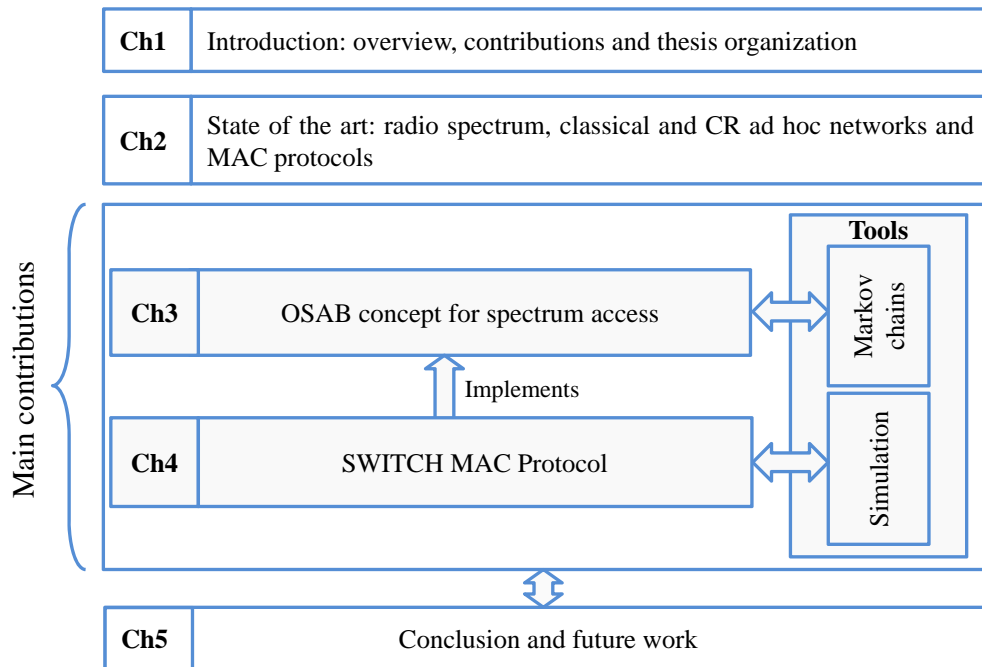 Ch1
Introduction: overview, contributions and thesis organization
Ch2
State of the art: radio spectrum, classical and CR ad hoc networks and
MAC protocols
Main contributions
Tools
Ch3
OSAB concept for spectrum access
Markov
chains
Implements
Ch4
SWITCH MAC Protocol
Simulation
Ch5
Conclusion and future work